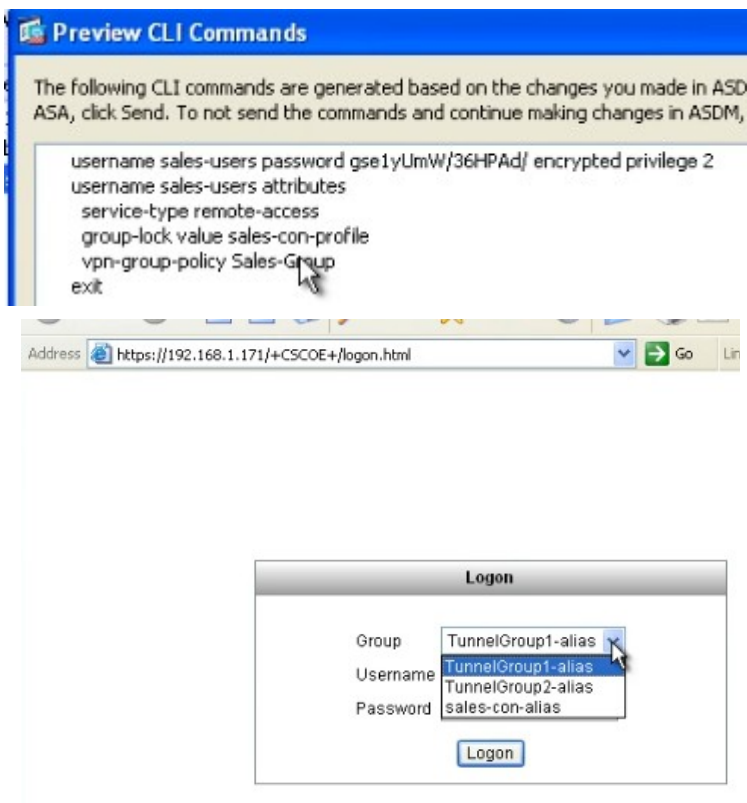 Preview CLI Commands
The following CLI commands are generated based on the changes you made in ASD
ASA, click Send. To not send the commands and continue making changes in ASDM,
username sales-users password gse1yUmW/36HPAd/ encrypted privilege 2
username sales-users attributes
service-type remote-access
group-lock value sales-con-profile
vpn-group-policy Sales-Group
exit
Address https://192.168.1.171/+CSCOE+/logon.html Go Lin
Logon
Group TunnelGroup1-alias
Username TunnelGroup1-alias
TunnelGroup2-alias
Password sales-con-alias
Logon